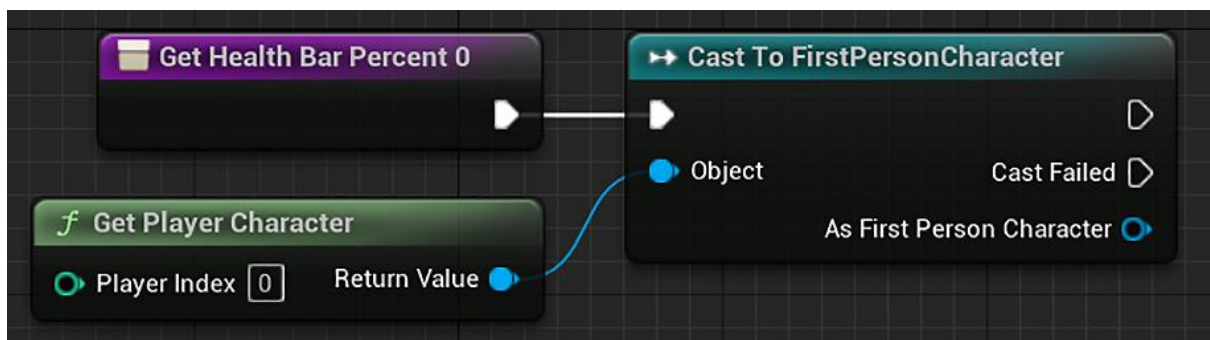 Get Health Bar Percent 0
Cast To FirstPersonCharacter
Object
Cast Failed
As First Person Character
f Get Player Character
Player Index 0
Return Value